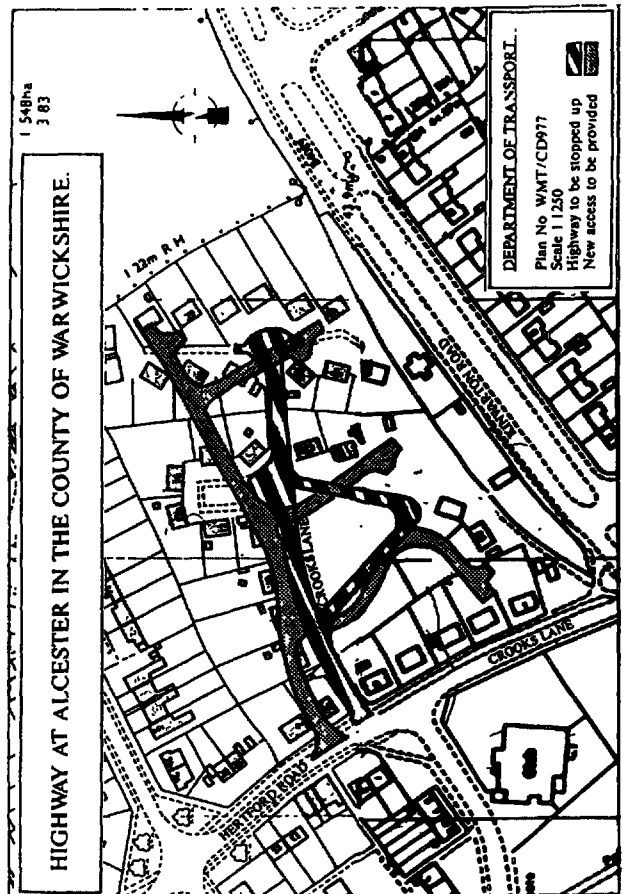 HIGHWAY AT ALCESTER IN THE COUNTY OF WARWICKSHIRE.
1 548ha
3 83
1 22m R H
HERTFORD ROAD
CROOKS LANE
CROOKS LANE
KINWARTON ROAD
DEPARTMENT OF TRANSPORT.
Plan No WMT/CD977
Scale 1 1250
Highway to be stopped up
New access to be provided